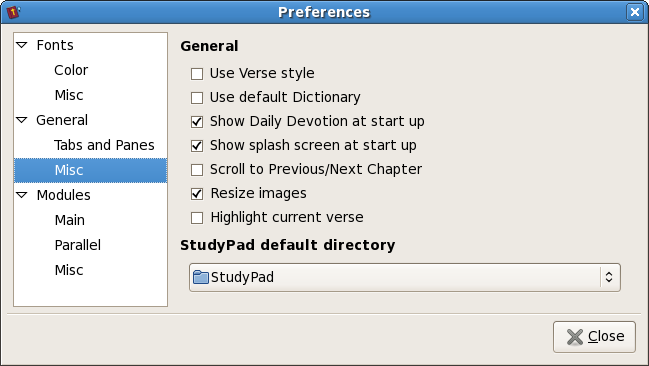 Preferences
Fonts
Color
Misc
General
Tabs and Panes
Misc
Modules
Main
Parallel
Misc
General
Use Verse style
Use default Dictionary
Show Daily Devotion at start up
Show splash screen at start up
Scroll to Previous/Next Chapter
Resize images
Highlight current verse
StudyPad default directory
StudyPad
Close